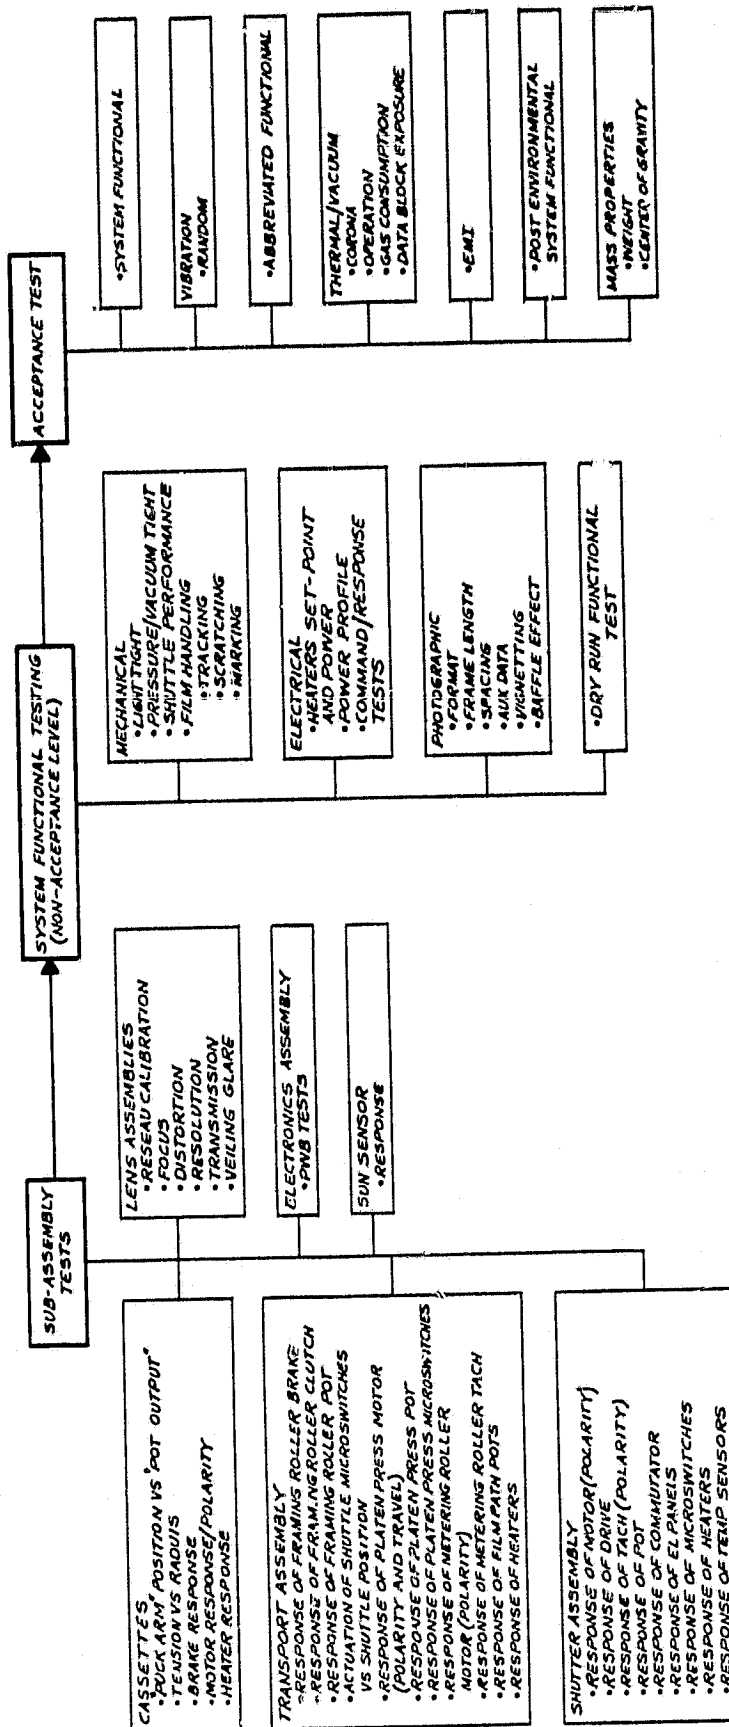 SUB-ASSEMBLY
TESTS
CASSETTES
•"PUCK ARM" POSITION VS "POT OUTPUT"
•TENSION VS RADUIS
•BRAKE RESPONSE
•MOTOR RESPONSE/POLARITY
•HEATER RESPONSE
TRANSPORT ASSEMBLY
•RESPONSE OF FRAMING ROLLER BRAKE
•RESPONSE OF FRAMING ROLLER CLUTCH
•RESPONSE OF FRAMING ROLLER POT
•ACTUATION OF SHUTTLE MICROSWITCHES
VS SHUTTLE POSITION
•RESPONSE OF PLATEN PRESS MOTOR
(POLARITY AND TRAVEL)
•RESPONSE OF PLATEN PRESS POT
•RESPONSE OF PLATEN PRESS MICROSWITCHES
•RESPONSE OF METERING ROLLER
MOTOR (POLARITY)
•RESPONSE OF METERING ROLLER TACH
•RESPONSE OF FILM PATH POTS
•RESPONSE OF HEATERS
SHUTTER ASSEMBLY
•RESPONSE OF MOTOR (POLARITY)
•RESPONSE OF DRIVE
•RESPONSE OF TACH (POLARITY)
•RESPONSE OF POT
•RESPONSE OF COMMUTATOR
•RESPONSE OF EL PANELS
•RESPONSE OF MICROSWITCHES
•RESPONSE OF HEATERS
•RESPONSE OF TEMP SENSORS
LENS ASSEMBLIES
•RESEAU CALIBRATION
•FOCUS
•DISTORTION
•RESOLUTION
•TRANSMISSION
•VEILING GLARE
ELECTRONICS ASSEMBLY
•PWB TESTS
SUN SENSOR
•RESPONSE
SYSTEM FUNCTIONAL TESTING
(NON-ACCEPTANCE LEVEL)
MECHANICAL
•LIGHT TIGHT
•PRESSURE/VACUUM TIGHT
•SHUTTLE PERFORMANCE
•FILM HANDLING
•TRACKING
•SCRATCHING
•MARKING
ELECTRICAL
•HEATERS SET-POINT
AND POWER
•POWER PROFILE
•COMMAND/RESPONSE
TESTS
PHOTOGRAPHIC
•FORMAT
•FRAME LENGTH
•SPACING
•AUX DATA
•VIGNETTING
•BAFFLE EFFECT
•DRY RUN FUNCTIONAL
TEST
ACCEPTANCE TEST
•SYSTEM FUNCTIONAL
VIBRATION
•RANDOM
•ABBREVIATED FUNCTIONAL
THERMAL/VACUUM
•CORONA
•OPERATION
•GAS CONSUMPTION
•DATA BLOCK EXPOSURE
•EMI
•POST ENVIRONMENTAL
SYSTEM FUNCTIONAL
MASS PROPERTIES
•WEIGHT
•CENTER OF GRAVITY